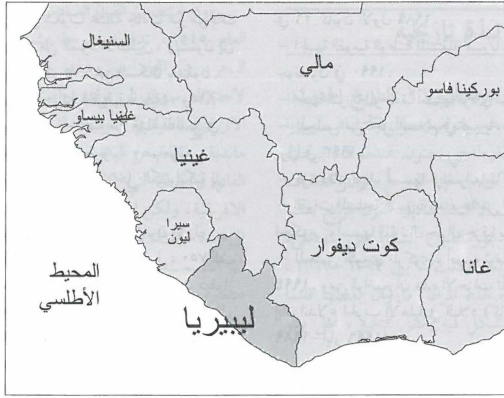 السنيغال
مالي
بوركينا فاسو
غينيا بيساو
غينيا
سيرا
ليون
كوت ديفوار
غانا
المحيط
الأطلسي
ليبيريا